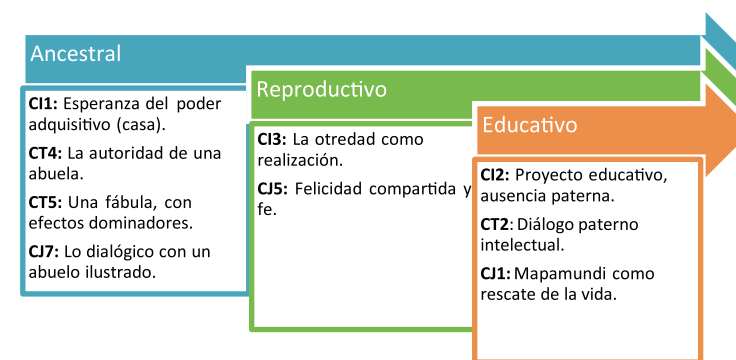 Ancestral
CI1: Esperanza del poder
adquisitivo (casa).
CT4: La autoridad de una
abuela.
CT5: Una fábula, con
efectos dominadores.
CJ7: Lo dialógico con un
abuelo ilustrado.
Reproductivo
CI3: La otredad como
realización.
CJ5: Felicidad compartida y
fe.
Educativo
CI2: Proyecto educativo,
ausencia paterna.
CT2: Diálogo paterno
intelectual.
CJ1: Mapamundi como
rescate de la vida.